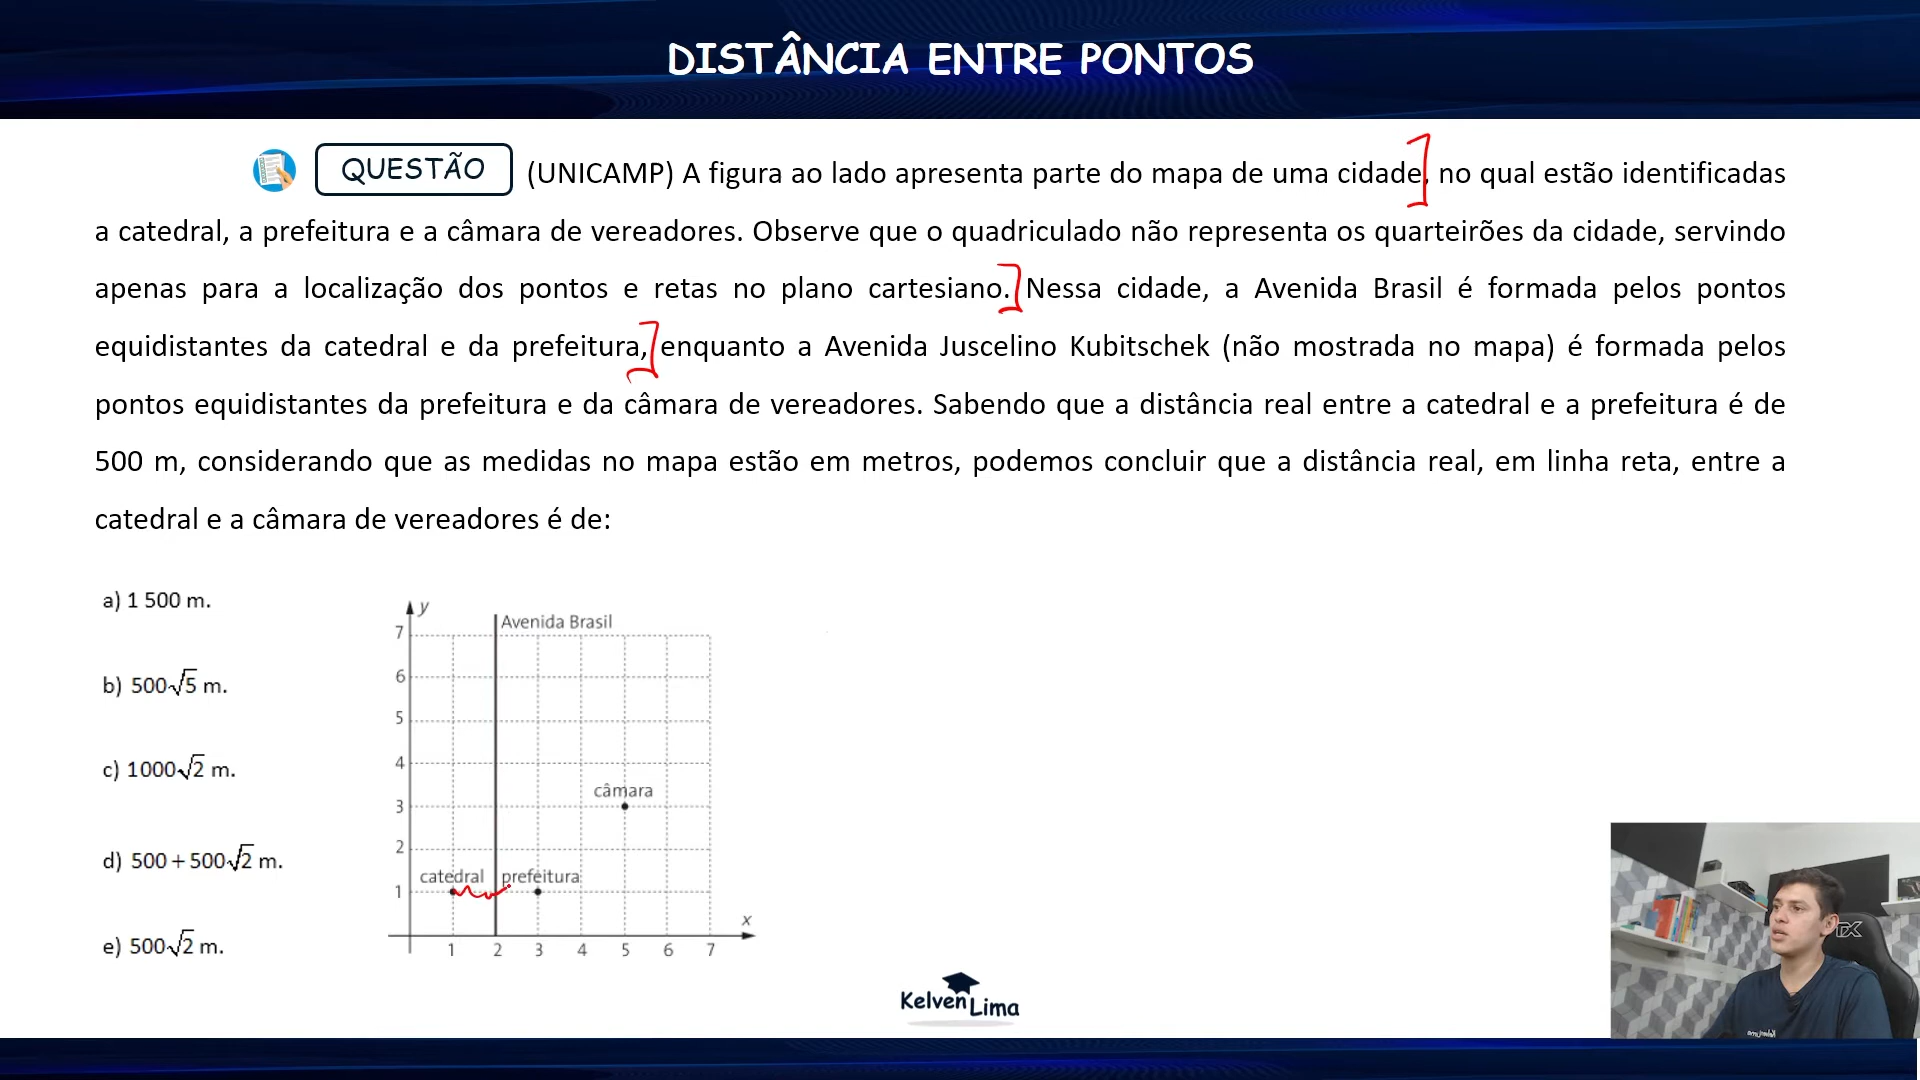 DISTÂNCIA ENTRE PONTOS
QUESTÃO (UNICAMP) A figura ao lado apresenta parte do mapa de uma cidade, no qual estão identificadas
a catedral, a prefeitura e a câmara de vereadores. Observe que o quadriculado não representa os quarteirões da cidade, servindo
apenas para a localização dos pontos e retas no plano cartesiano. Nessa cidade, a Avenida Brasil é formada pelos pontos
equidistantes da catedral e da prefeitura, enquanto a Avenida Juscelino Kubitschek (não mostrada no mapa) é formada pelos
pontos equidistantes da prefeitura e da câmara de vereadores. Sabendo que a distância real entre a catedral e a prefeitura é de
500 m, considerando que as medidas no mapa estão em metros, podemos concluir que a distância real, em linha reta, entre a
catedral e a câmara de vereadores é de:
a) 1 500 m.
b) 500√5 m.
c) 1000√2 m.
d) 500 + 500√2 m.
e) 500√2 m.
y
Avenida Brasil
7
6
5
4
câmara
3
2
catedral prefeitura
1
x
1 2 3 4 5 6 7
Kelven Lima